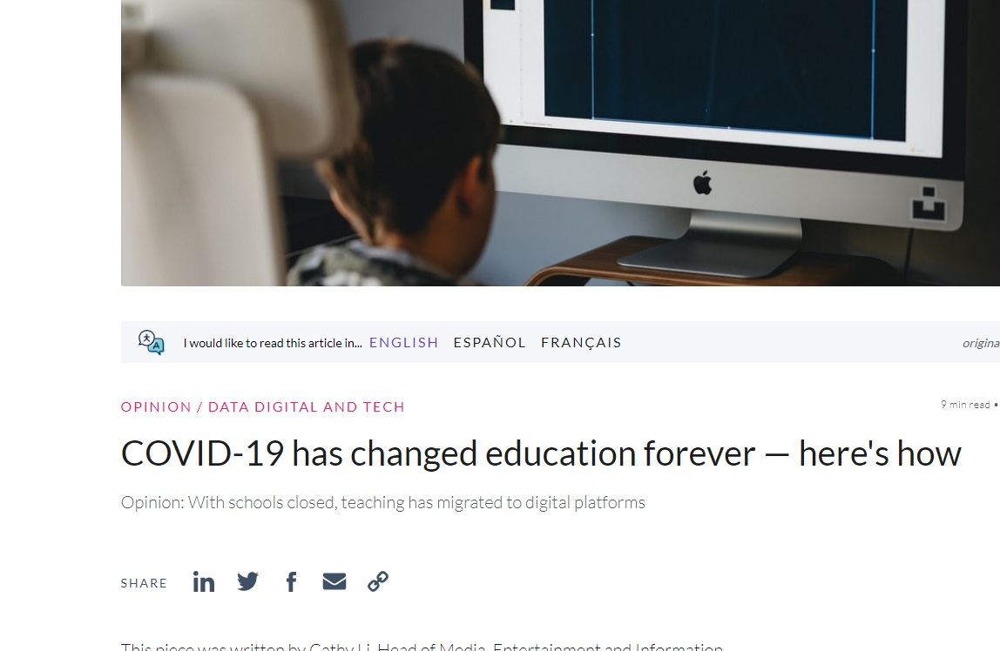 I would like to read this article in... ENGLISH ESPAÑOL FRANÇAIS
OPINION / DATA DIGITAL AND TECH
9 min read •
COVID-19 has changed education forever — here's how
Opinion: With schools closed, teaching has migrated to digital platforms
SHARE
This piece was written by Cathy Li, Head of Media, Entertainment and Information